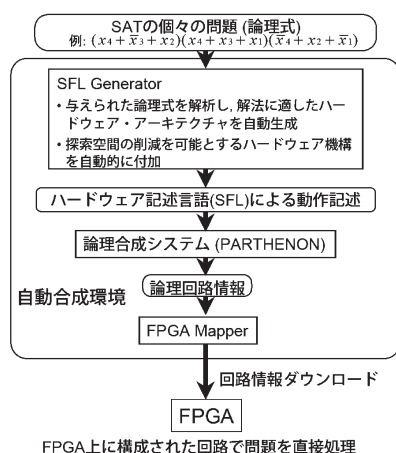 SATの個々の問題 (論理式)
例: (x₄ + x̅₃ + x₂)(x₄ + x₃ + x₁)(x̅₄ + x₂ + x̅₁)
SFL Generator
・与えられた論理式を解析し, 解法に適したハー
ドウェア・アーキテクチャを自動生成
・探索空間の削減を可能とするハードウェア機構
を自動的に付加
ハードウェア記述言語(SFL)による動作記述
論理合成システム (PARTHENON)
論理回路情報
自動合成環境
FPGA Mapper
回路情報ダウンロード
FPGA
FPGA上に構成された回路で問題を直接処理